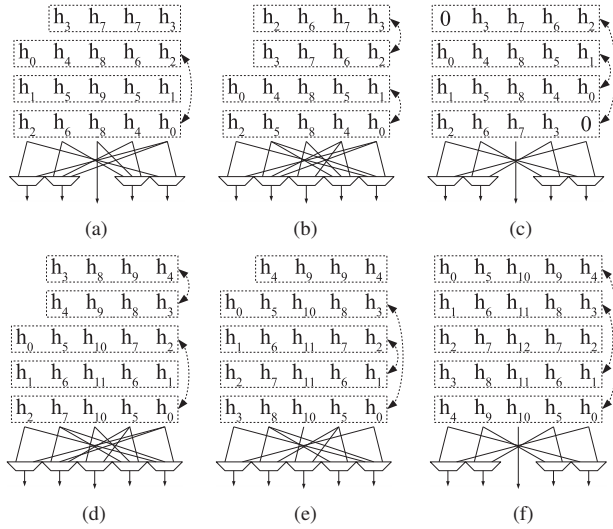 h₃ h₇ h₇ h₃
h₀ h₄ h₈ h₆ h₂
h₁ h₅ h₉ h₅ h₁
h₂ h₆ h₈ h₄ h₀
(a)
h₂ h₆ h₇ h₃
h₃ h₇ h₆ h₂
h₀ h₄ h₈ h₅ h₁
h₂ h₅ h₈ h₄ h₀
(b)
0 h₃ h₇ h₆ h₂
h₀ h₄ h₈ h₅ h₁
h₁ h₅ h₈ h₄ h₀
h₂ h₆ h₇ h₃ 0
(c)
h₃ h₈ h₉ h₄
h₄ h₉ h₈ h₃
h₀ h₅ h₁₀ h₇ h₂
h₁ h₆ h₁₁ h₆ h₁
h₂ h₇ h₁₀ h₅ h₀
(d)
h₄ h₉ h₉ h₄
h₀ h₅ h₁₀ h₈ h₃
h₁ h₆ h₁₁ h₇ h₂
h₂ h₇ h₁₁ h₆ h₁
h₃ h₈ h₁₀ h₅ h₀
(e)
h₀ h₅ h₁₀ h₉ h₄
h₁ h₆ h₁₁ h₈ h₃
h₂ h₇ h₁₂ h₇ h₂
h₃ h₈ h₁₁ h₆ h₁
h₄ h₉ h₁₀ h₅ h₀
(f)